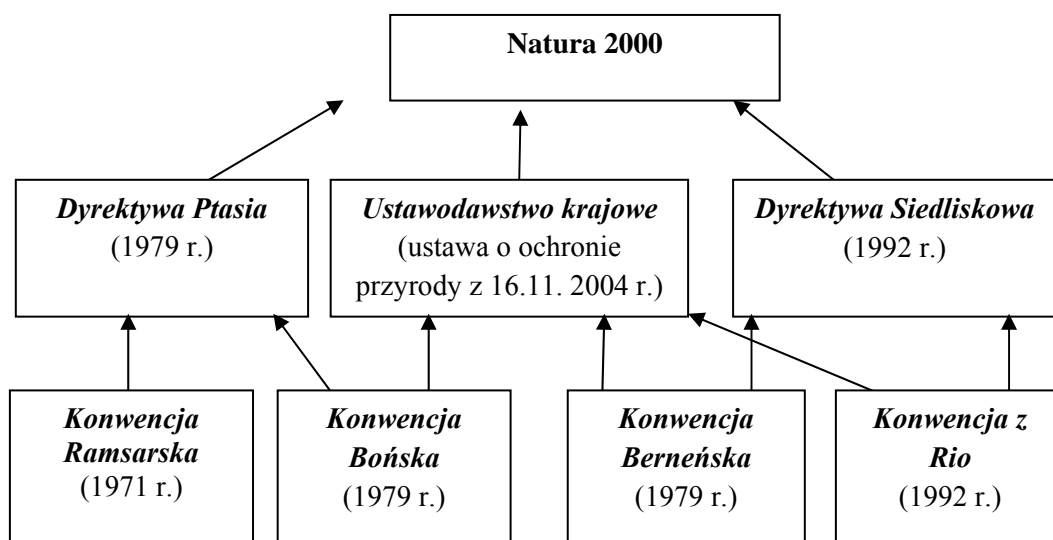 Natura 2000
Dyrektywa Ptasia
(1979 r.)
Ustawodawstwo krajowe
(ustawa o ochronie
przyrody z 16.11. 2004 r.)
Dyrektywa Siedliskowa
(1992 r.)
Konwencja
Ramsarska
(1971 r.)
Konwencja
Bońska
(1979 r.)
Konwencja
Berneńska
(1979 r.)
Konwencja z
Rio
(1992 r.)